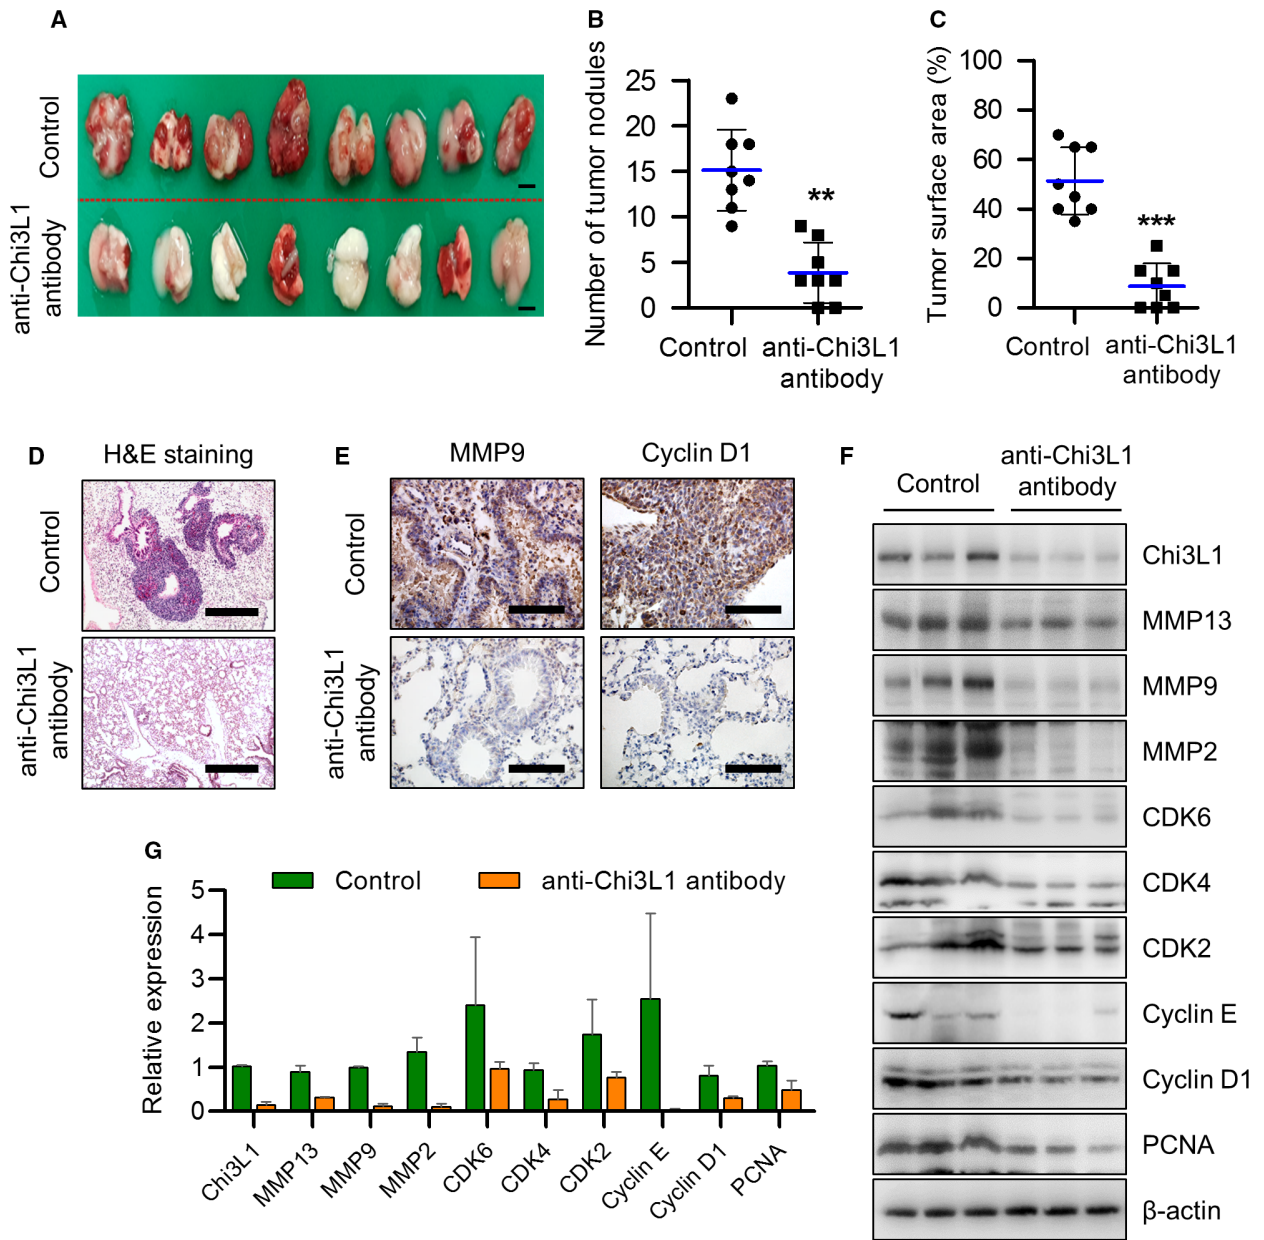 A
Control
anti-Chi3L1
antibody
B
Number of tumor nodules
25
20
15
10
5
0
**
Control
anti-Chi3L1
antibody
C
Tumor surface area (%)
100
80
60
40
20
0
***
Control
anti-Chi3L1
antibody
D
H&E staining
Control
anti-Chi3L1
antibody
E
MMP9
Cyclin D1
Control
anti-Chi3L1
antibody
F
Control
anti-Chi3L1
antibody
Chi3L1
MMP13
MMP9
MMP2
CDK6
CDK4
CDK2
Cyclin E
Cyclin D1
PCNA
β-actin
G
Control
anti-Chi3L1 antibody
Relative expression
5
4
3
2
1
0
Chi3L1
MMP13
MMP9
MMP2
CDK6
CDK4
CDK2
Cyclin E
Cyclin D1
PCNA